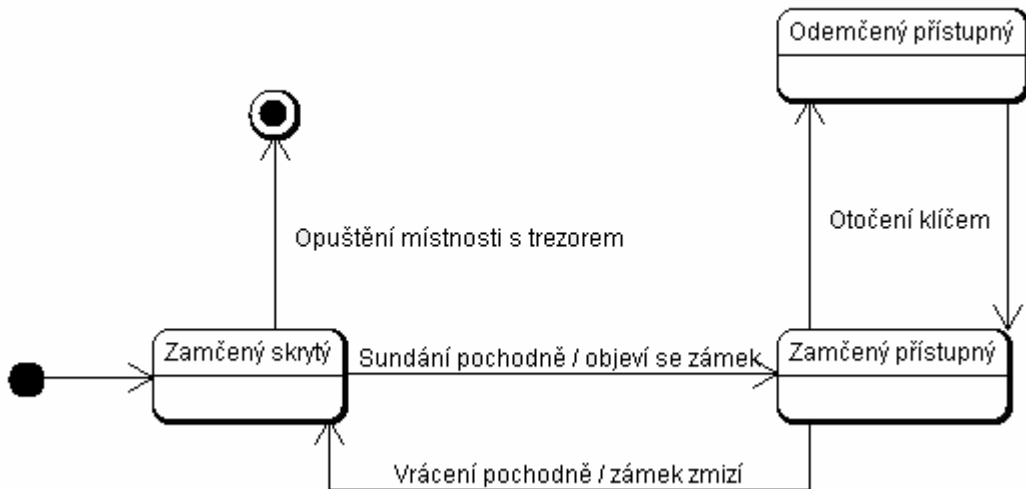 Odemčený přístupný
Opuštění místnosti s trezorem
Otočení klíčem
Zamčený skrytý
Sundání pochodně / objeví se zámek
Zamčený přístupný
Vrácení pochodně / zámek zmizí